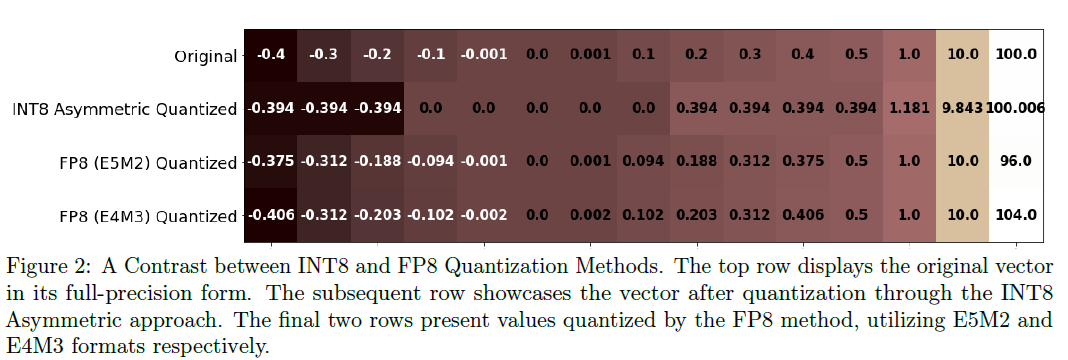 Original -0.4 -0.3 -0.2 -0.1 -0.001 0.0 0.001 0.1 0.2 0.3 0.4 0.5 1.0 10.0 100.0
INT8 Asymmetric Quantized -0.394 -0.394 -0.394 0.0 0.0 0.0 0.0 0.0 0.394 0.394 0.394 0.394 1.181 9.843 100.006
FP8 (E5M2) Quantized -0.375 -0.312 -0.188 -0.094 -0.001 0.0 0.001 0.094 0.188 0.312 0.375 0.5 1.0 10.0 96.0
FP8 (E4M3) Quantized -0.406 -0.312 -0.203 -0.102 -0.002 0.0 0.002 0.102 0.203 0.312 0.406 0.5 1.0 10.0 104.0
Figure 2: A Contrast between INT8 and FP8 Quantization Methods. The top row displays the original vector
in its full-precision form. The subsequent row showcases the vector after quantization through the INT8
Asymmetric approach. The final two rows present values quantized by the FP8 method, utilizing E5M2 and
E4M3 formats respectively.